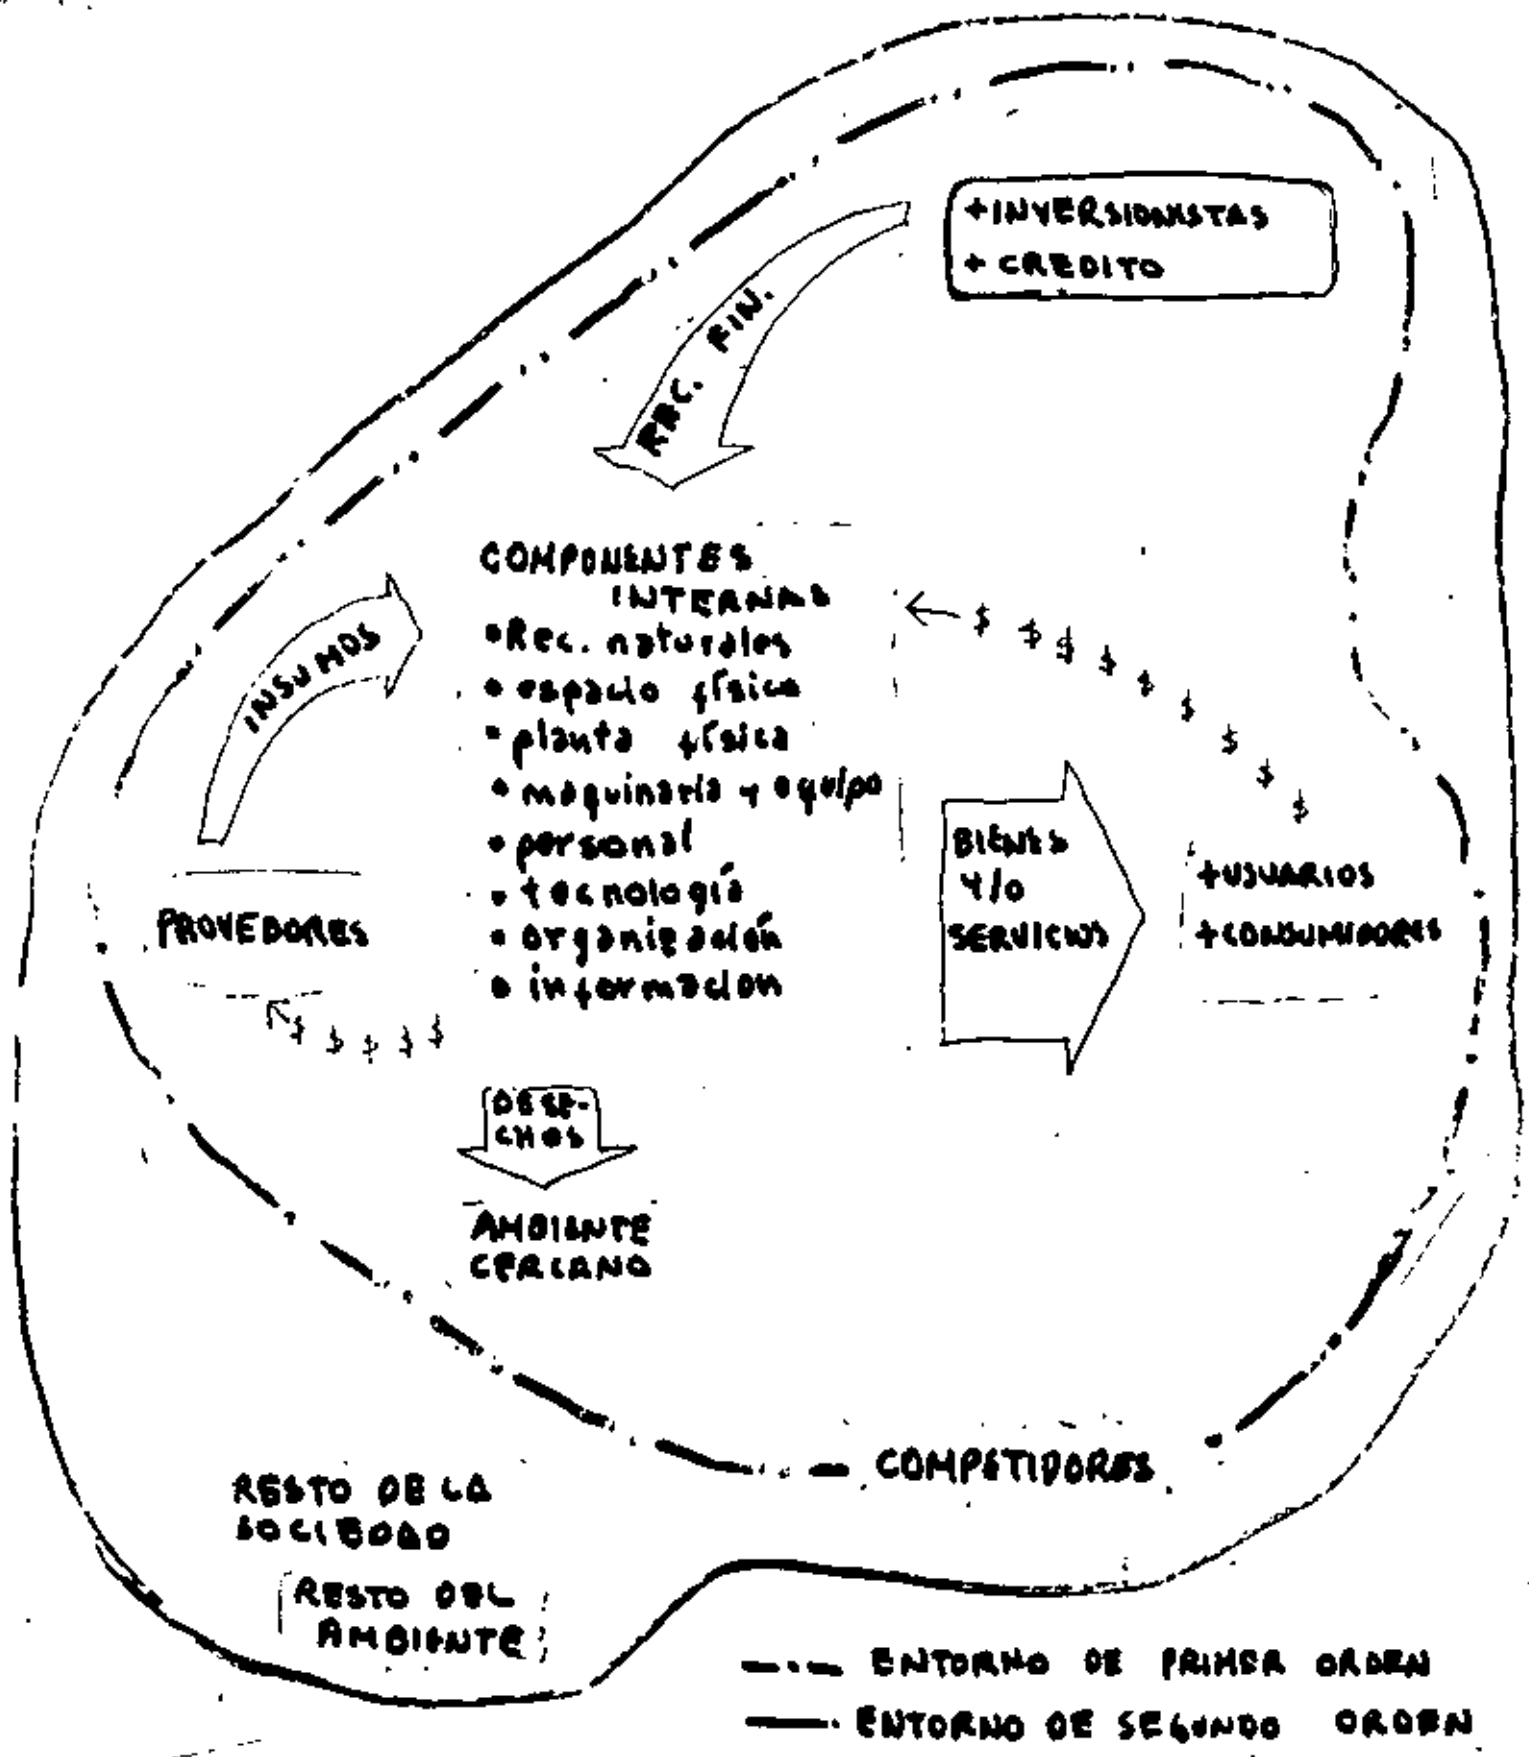 + INVERSIONISTAS
+ CREDITO
REC. FIN.
COMPONENTES
INTERNAS
• Rec. naturales
• espacio física
• planta física
• maquinaria y equipo
• personal
• tecnología
• organización
• informacion
INSUMOS
$ $ $ $ $ $ $ $ $
PROVEDORES
BIENES
Y/O
SERVICIOS
+ USUARIOS
+ CONSUMIDORES
$ $ $ $ $
DESE-
CHOS
AMBIENTE
CERCANO
COMPETIDORES
RESTO DE LA
SOCIEDAD
RESTO DEL
AMBIENTE
ENTORNO DE PRIMER ORDEN
ENTORNO DE SEGUNDO ORDEN